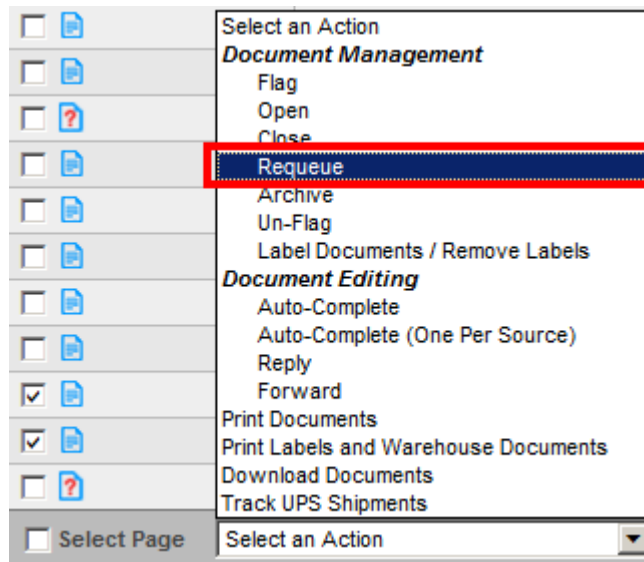 Select an Action
Document Management
Flag
Open
Close
Requeue
Archive
Un-Flag
Label Documents / Remove Labels
Document Editing
Auto-Complete
Auto-Complete (One Per Source)
Reply
Forward
Print Documents
Print Labels and Warehouse Documents
Download Documents
Track UPS Shipments
Select Page Select an Action